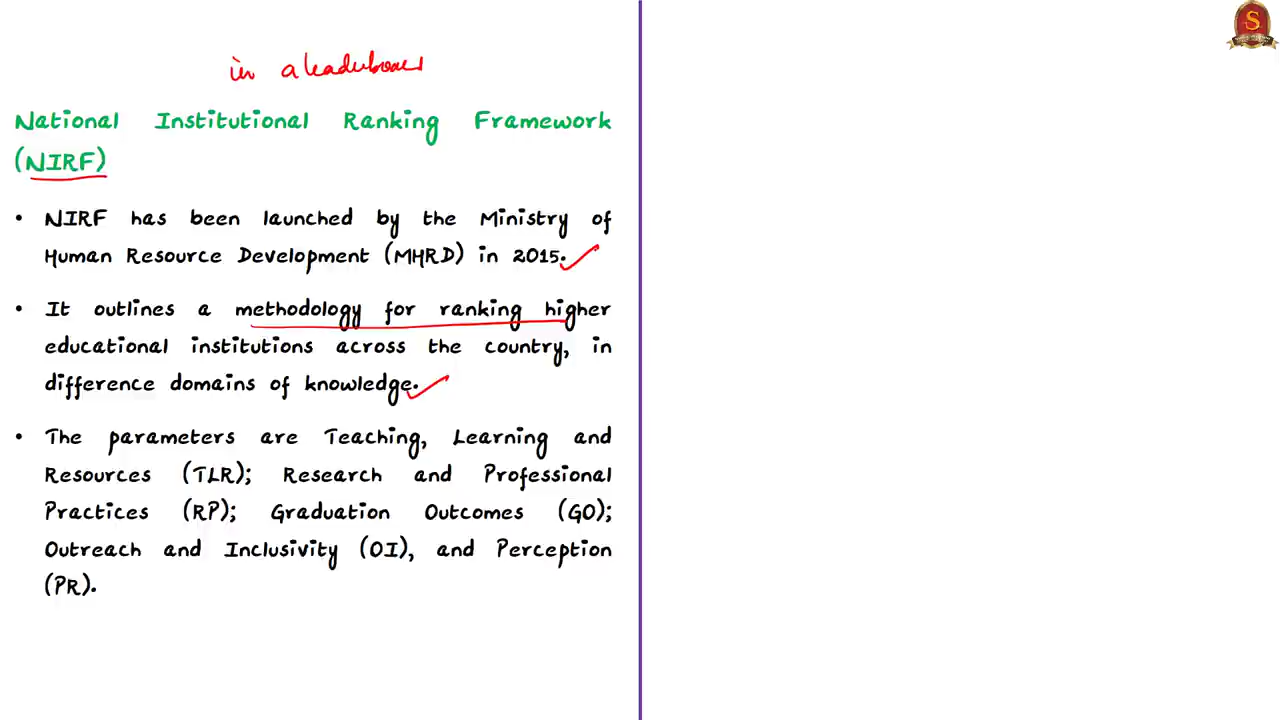 in a leaderboard
National Institutional Ranking Framework
(NIRF)
• NIRF has been launched by the Ministry of
Human Resource Development (MHRD) in 2015.
• It outlines a methodology for ranking higher
educational institutions across the country, in
difference domains of knowledge.
• The parameters are Teaching, Learning and
Resources (TLR); Research and Professional
Practices (RP); Graduation Outcomes (GO);
Outreach and Inclusivity (OI), and Perception
(PR).
S